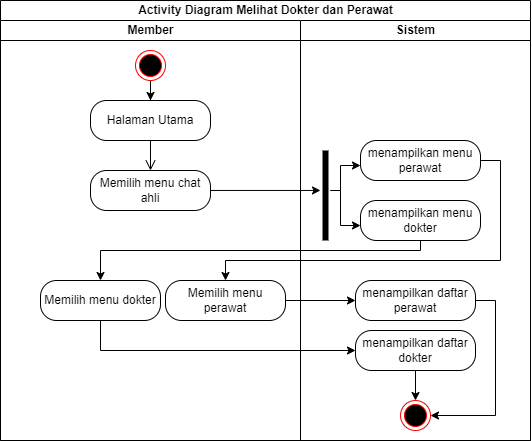 Activity Diagram Melihat Dokter dan Perawat
Member
Sistem
Halaman Utama
Memilih menu chat
ahli
menampilkan menu
perawat
menampilkan menu
dokter
Memilih menu dokter
Memilih menu
perawat
menampilkan daftar
perawat
menampilkan daftar
dokter